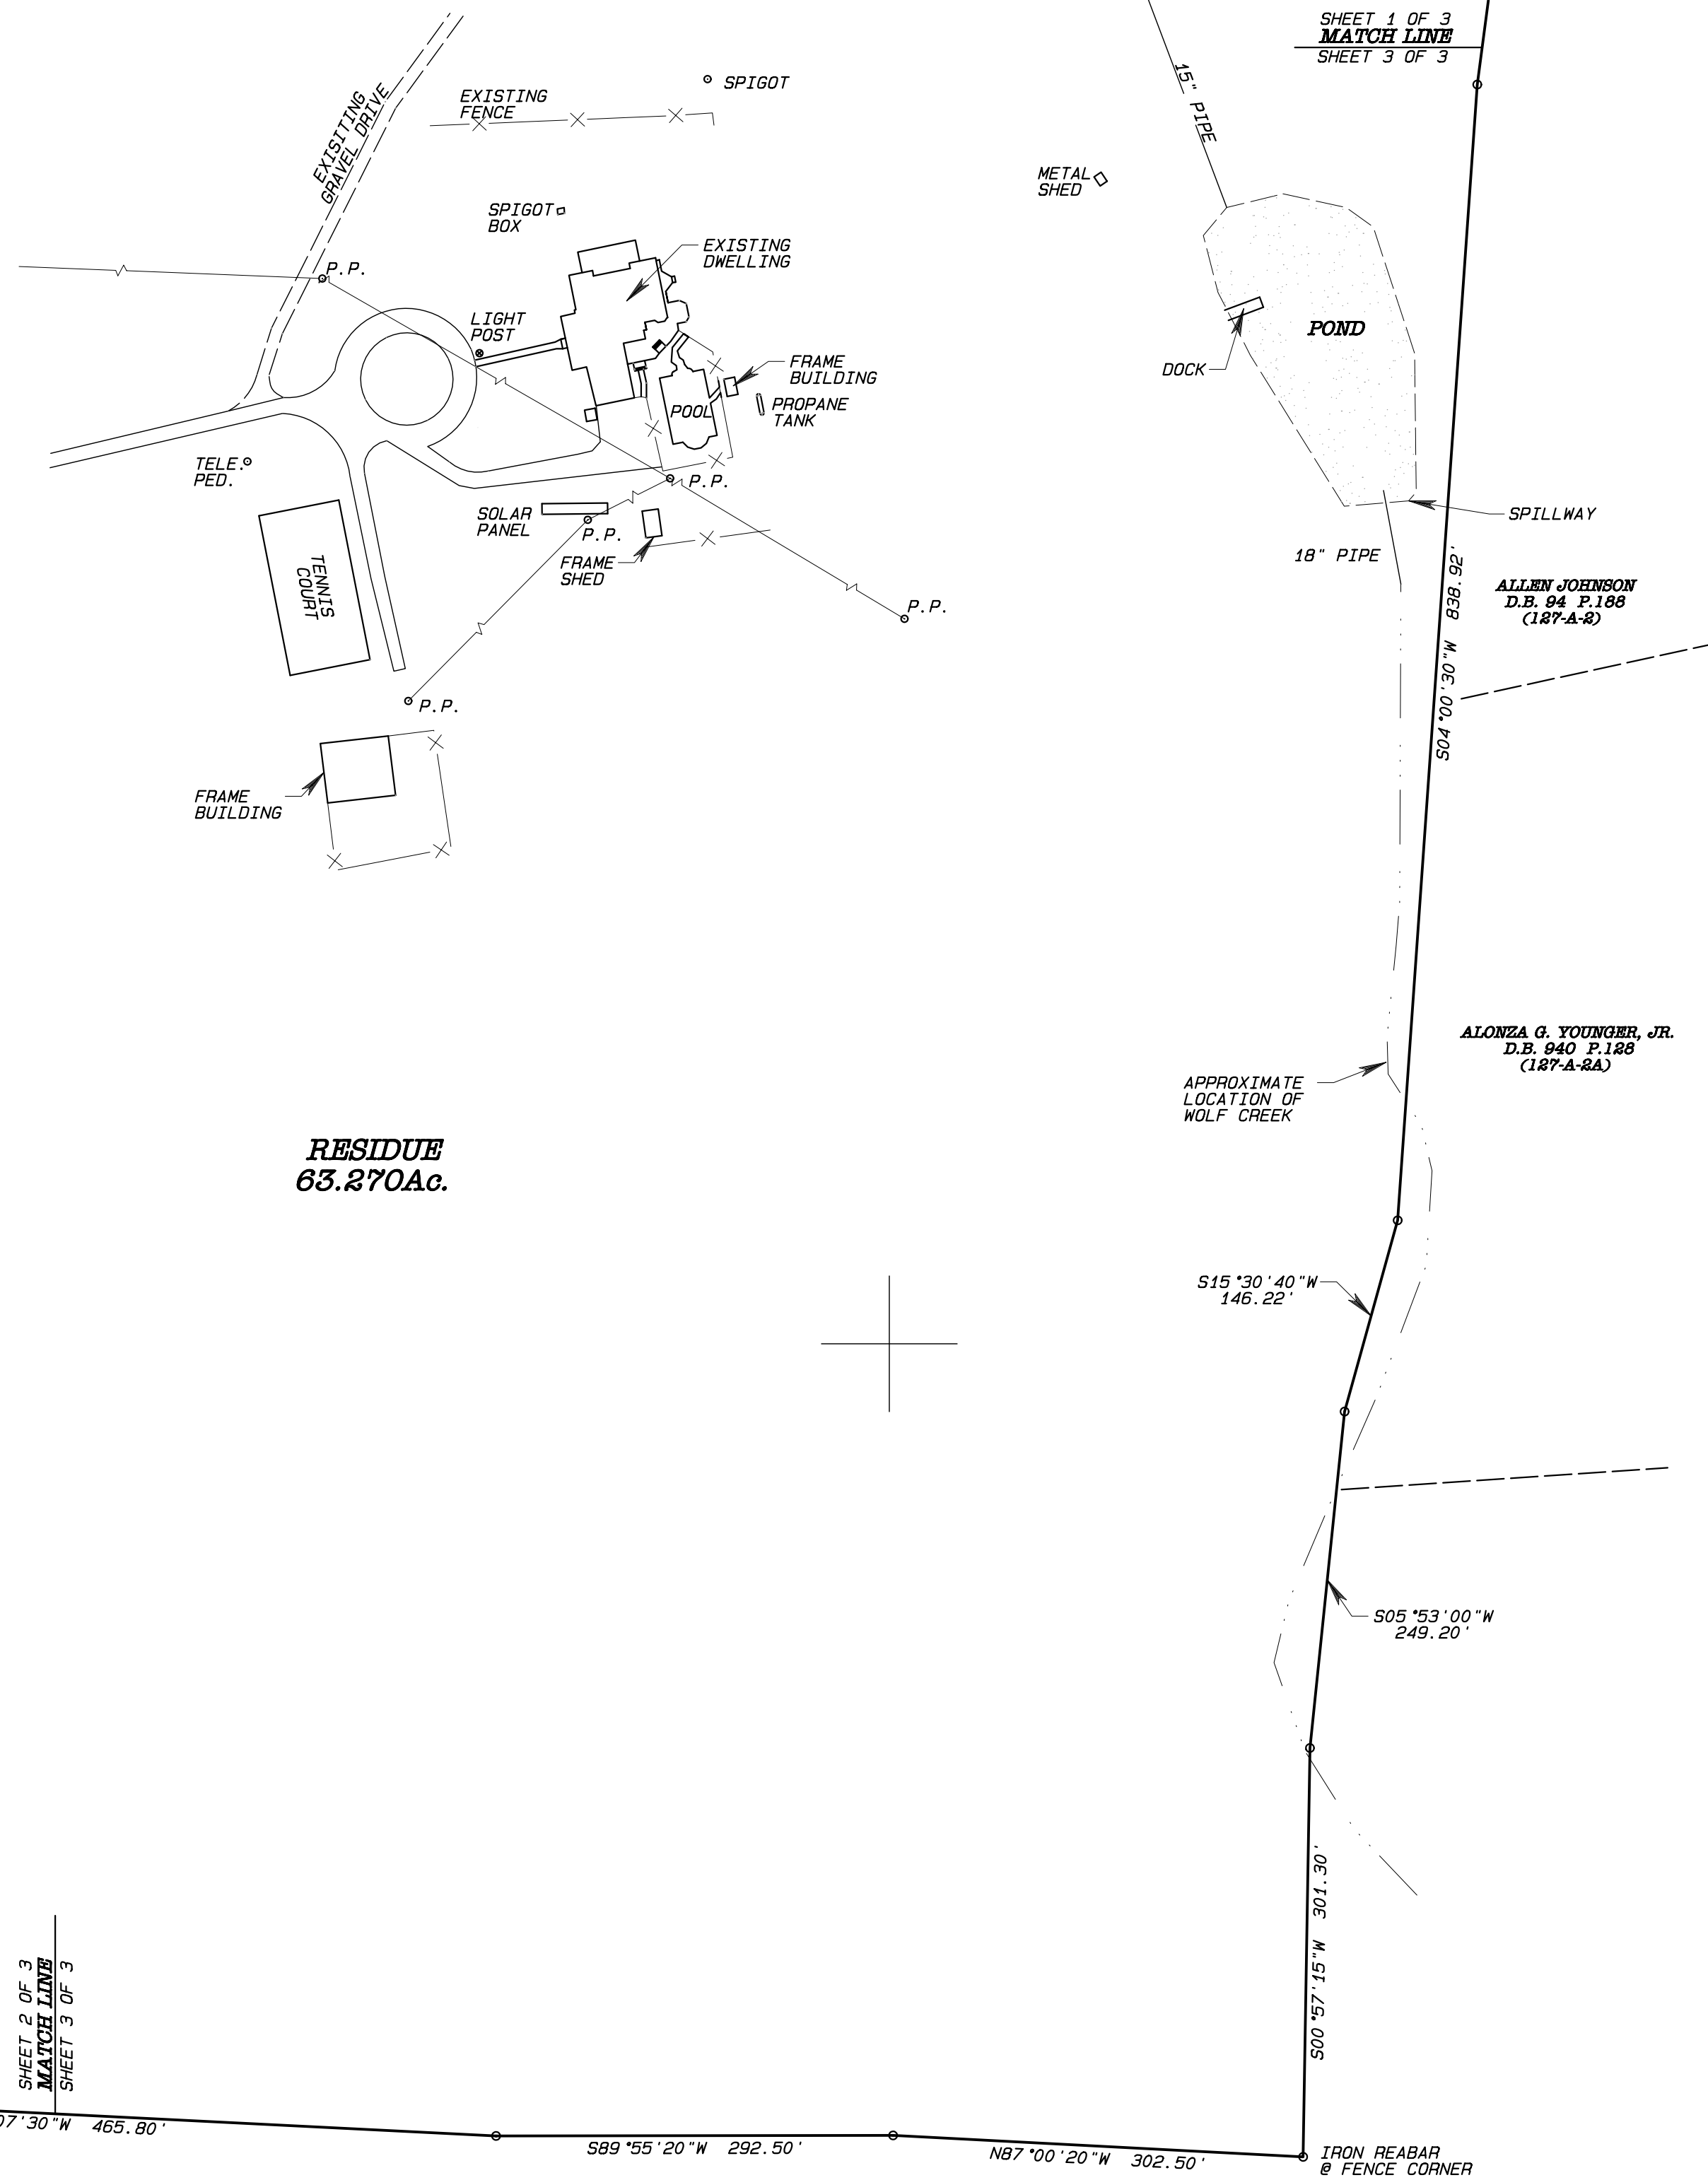 SHEET 1 OF 3
MATCH LINE
SHEET 3 OF 3
15" PIPE
SPIGOT
EXISTING
FENCE
EXISITING
GRAVEL DRIVE
METAL
SHED
SPIGOT
BOX
EXISTING
DWELLING
P.P.
LIGHT
POST
POND
DOCK
FRAME
BUILDING
PROPANE
TANK
POOL
TELE.
PED.
P.P.
SOLAR
PANEL
P.P.
SPILLWAY
18" PIPE
FRAME
SHED
TENNIS
COURT
P.P.
ALLEN JOHNSON
D.B. 94 P.188
(127-A-2)
S04°00'30"W 838.92'
P.P.
FRAME
BUILDING
ALONZA G. YOUNGER, JR.
D.B. 940 P.128
(127-A-2A)
APPROXIMATE
LOCATION OF
WOLF CREEK
RESIDUE
63.270Ac.
S15°30'40"W
146.22'
S05°53'00"W
249.20'
S00°57'15"W 301.30'
SHEET 2 OF 3
MATCH LINE
SHEET 3 OF 3
07'30"W 465.80'
S89°55'20"W 292.50'
N87°00'20"W 302.50'
IRON REABAR
@ FENCE CORNER